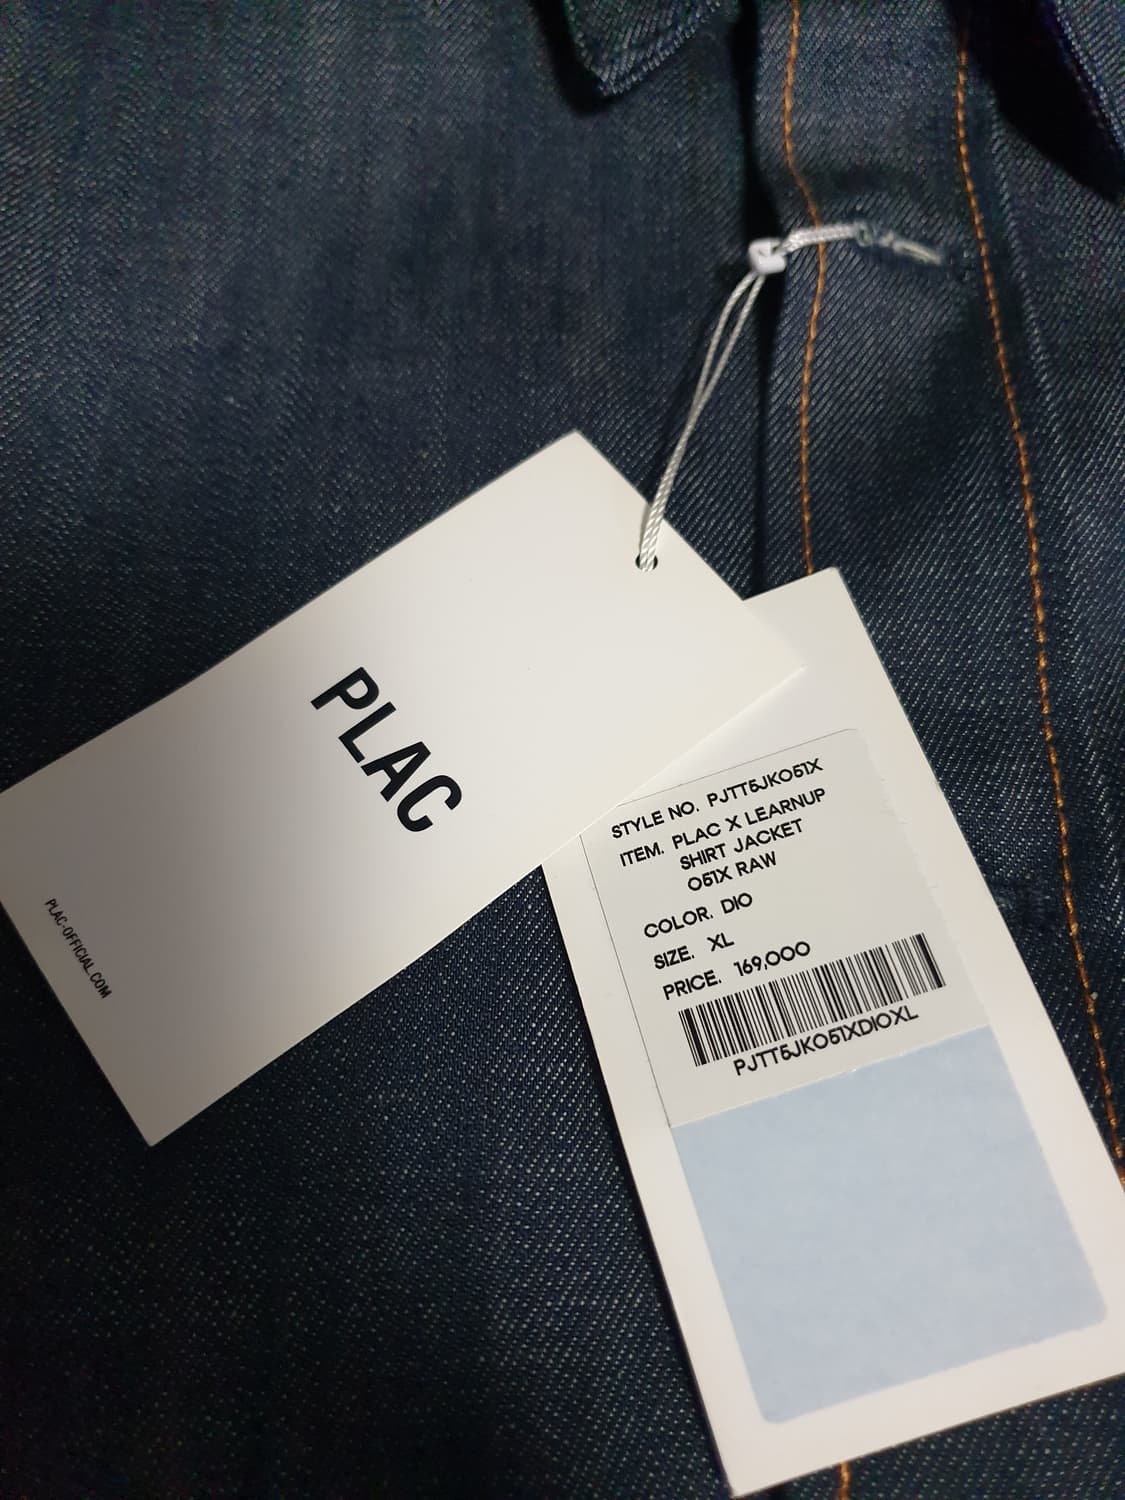 PLAC
PLAC-OFFICIAL.COM
STYLE NO. PJTT5JK051X
ITEM. PLAC X LEARNUP
SHIRT JACKET
051X RAW
COLOR. DIO
SIZE. XL
PRICE. 169,000
PJTT5JK051XDIOXL